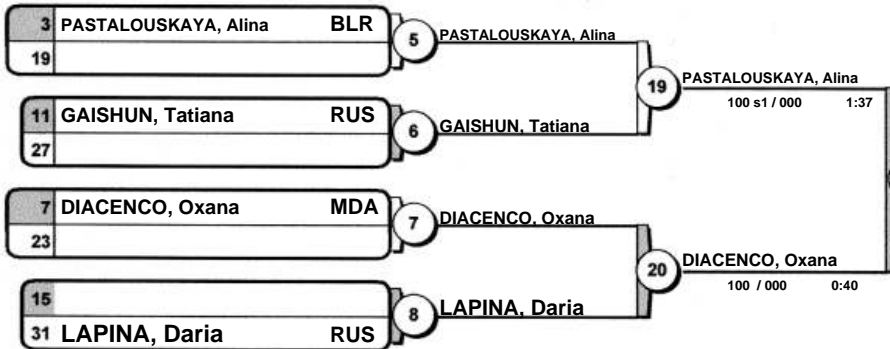 3 PASTALOUSKAYA, Alina BLR
19
5 PASTALOUSKAYA, Alina
11 GAISHUN, Tatiana RUS
27
6 GAISHUN, Tatiana
19 PASTALOUSKAYA, Alina
100 s1 / 000 1:37
7 DIACENCO, Oxana MDA
23
7 DIACENCO, Oxana
15
31 LAPINA, Daria RUS
8 LAPINA, Daria
20 DIACENCO, Oxana
100 / 000 0:40